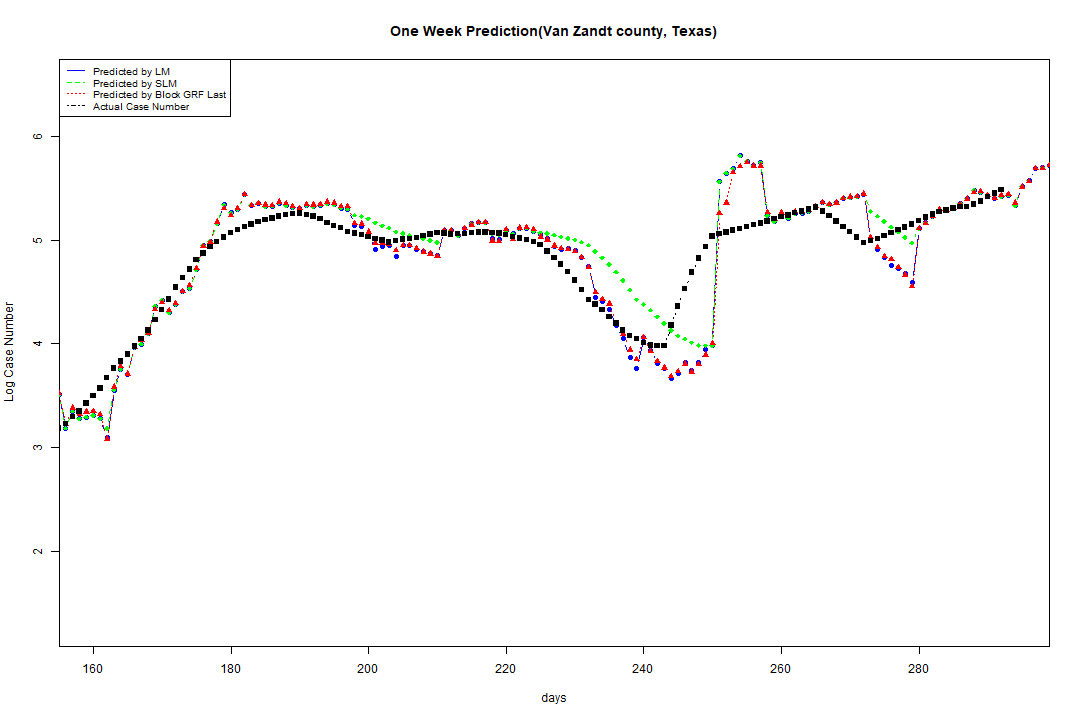 One Week Prediction(Van Zandt county, Texas)
Predicted by LM
Predicted by SLM
Predicted by Block GRF Last
Actual Case Number
6
5
4
3
2
Log Case Number
160 180 200 220 240 260 280
days